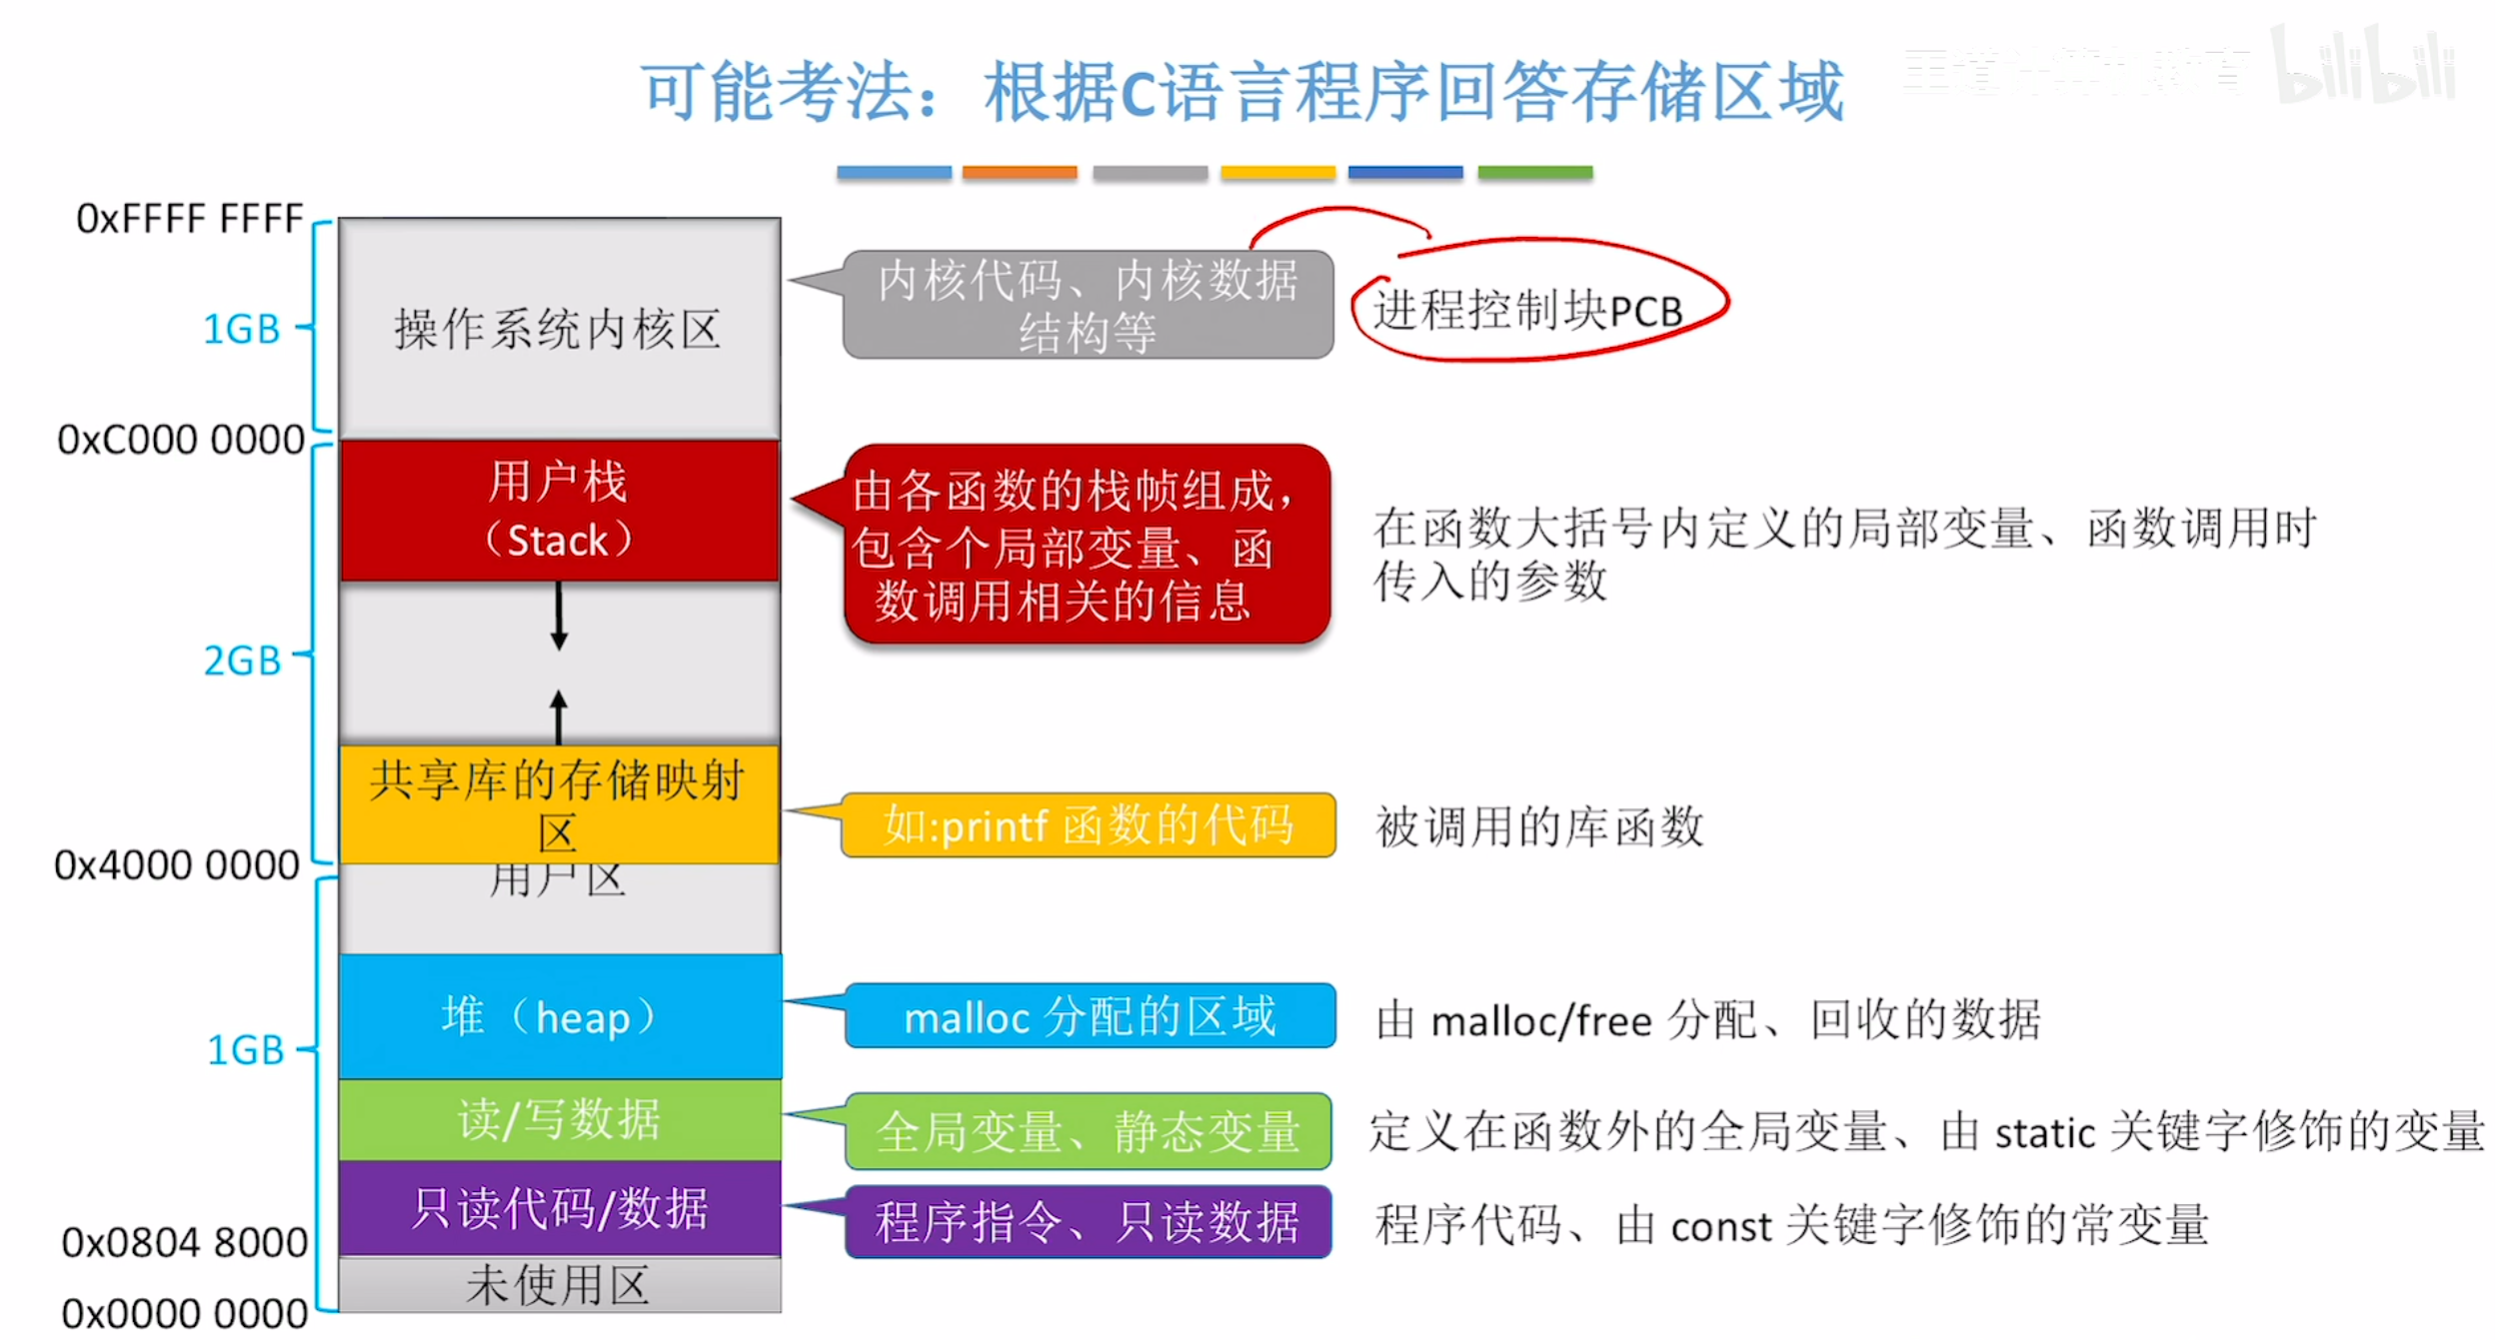 可能考法：根据C语言程序回答存储区域
bilibili
0xFFFF FFFF
1GB
操作系统内核区
内核代码、内核数据
结构等
进程控制块PCB
0xC000 0000
用户栈
（Stack）
由各函数的栈帧组成，
包含个局部变量、函
数调用相关的信息
在函数大括号内定义的局部变量、函数调用时
传入的参数
2GB
共享库的存储映射
区
如:printf 函数的代码
被调用的库函数
0x4000 0000
用户区
堆（heap）
malloc 分配的区域
由 malloc/free 分配、回收的数据
1GB
读/写数据
全局变量、静态变量
定义在函数外的全局变量、由 static 关键字修饰的变量
只读代码/数据
程序指令、只读数据
程序代码、由 const 关键字修饰的常变量
0x0804 8000
未使用区
0x0000 0000